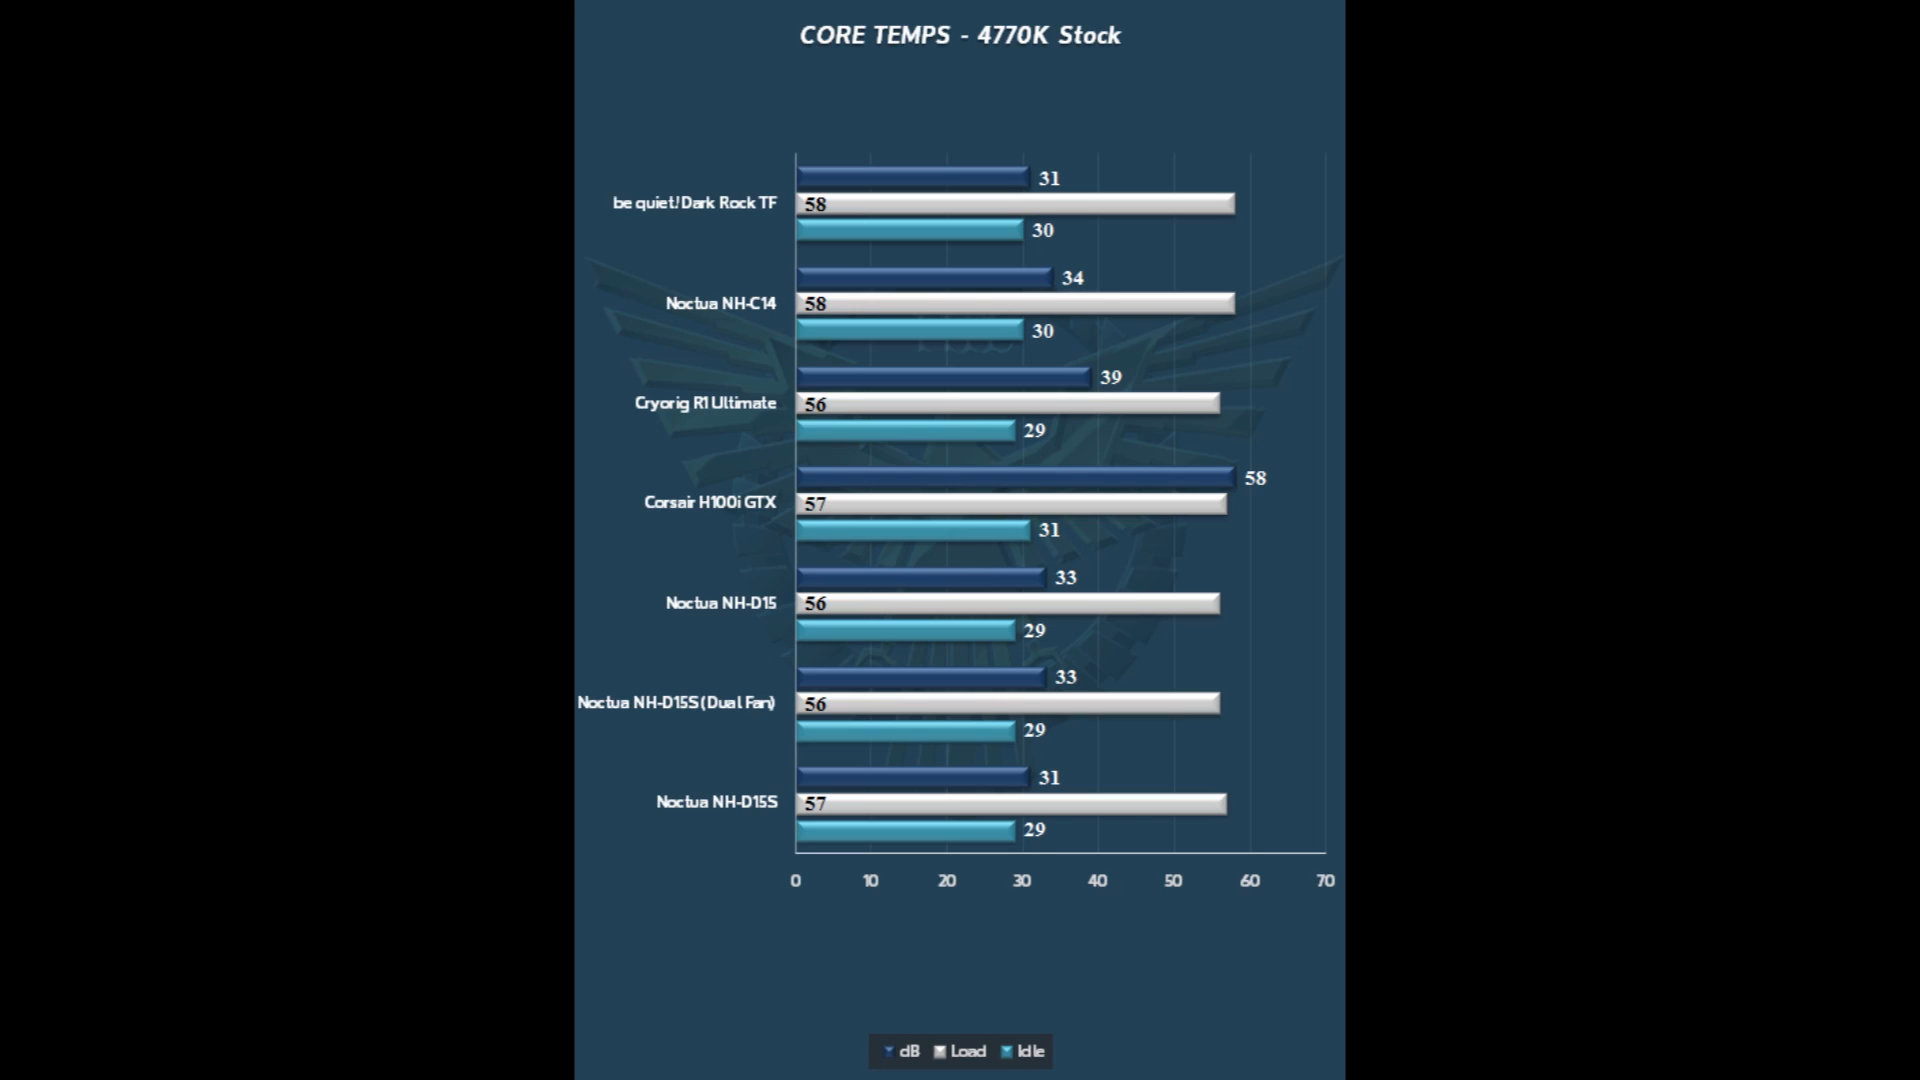 CORE TEMPS - 4770K Stock
31
be quiet! Dark Rock TF
58
30
34
Noctua NH-C14
58
30
39
Cryorig R1 Ultimate
56
29
58
Corsair H100i GTX
57
31
33
Noctua NH-D15
56
29
33
Noctua NH-D15S (Dual Fan)
56
29
31
Noctua NH-D15S
57
29
0 10 20 30 40 50 60 70
dB Load Idle